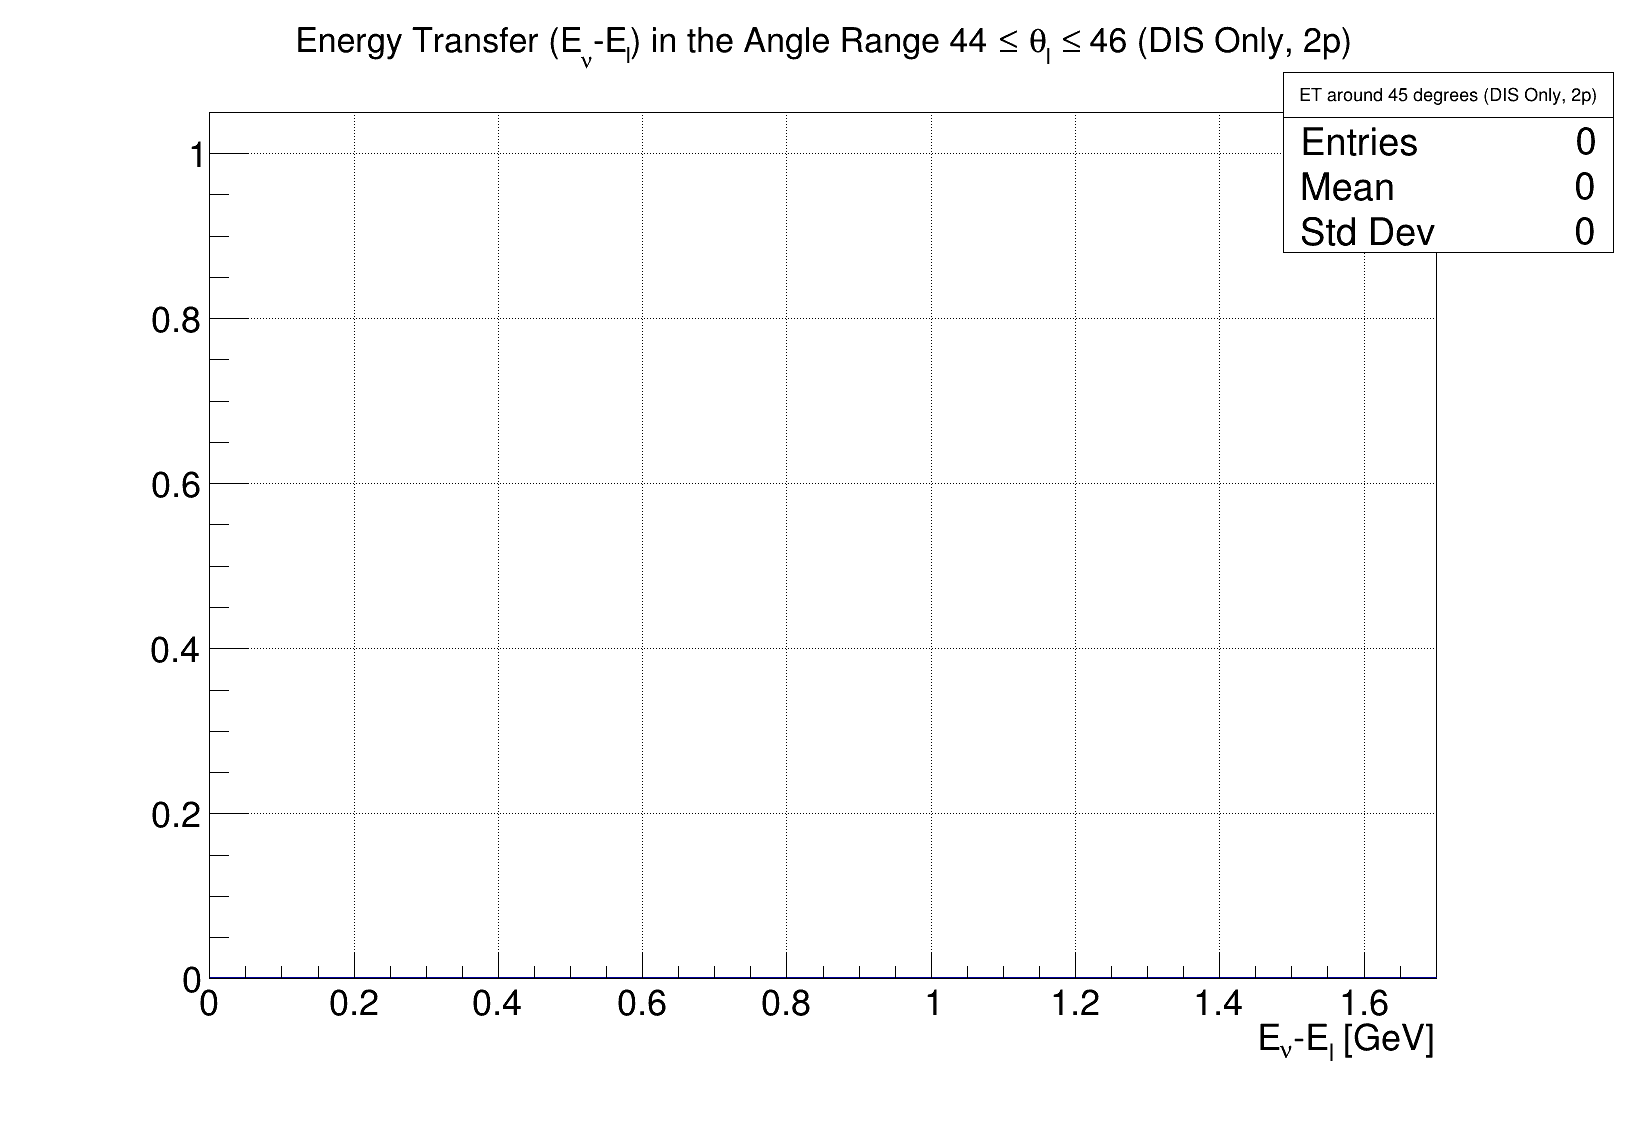 Energy Transfer (Eν-El) in the Angle Range 44 ≤ θl ≤ 46 (DIS Only, 2p)
ET around 45 degrees (DIS Only, 2p)
Entries 0
Mean 0
Std Dev 0
1
0.8
0.6
0.4
0.2
0
0 0.2 0.4 0.6 0.8 1 1.2 1.4 1.6
Eν-El [GeV]